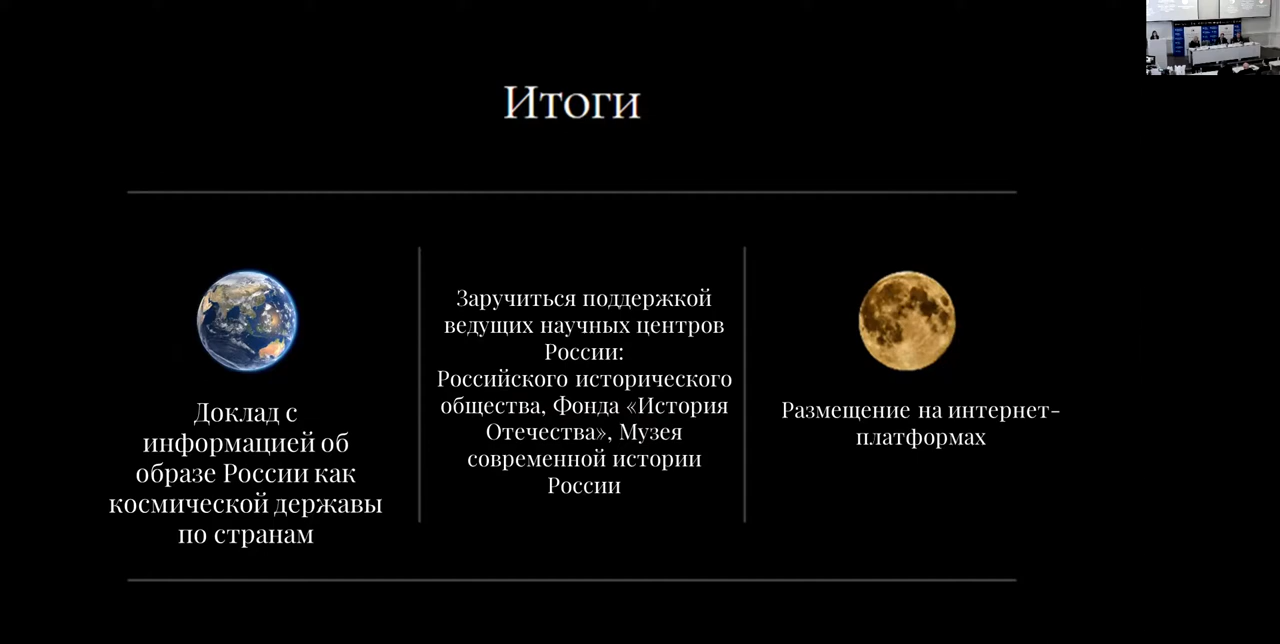 Итоги
Доклад с
информацией об
образе России как
космической державы
по странам
Заручиться поддержкой
ведущих научных центров
России:
Российского исторического
общества, Фонда «История
Отечества», Музея
современной истории
России
Размещение на интернет-
платформах